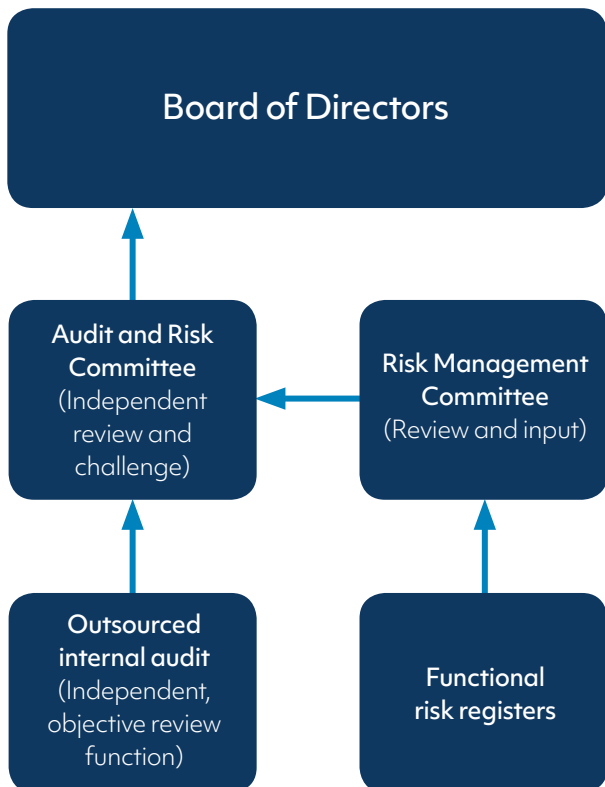 Board of Directors
Audit and Risk
Committee
(Independent
review and
challenge)
Risk Management
Committee
(Review and input)
Outsourced
internal audit
(Independent,
objective review
function)
Functional
risk registers